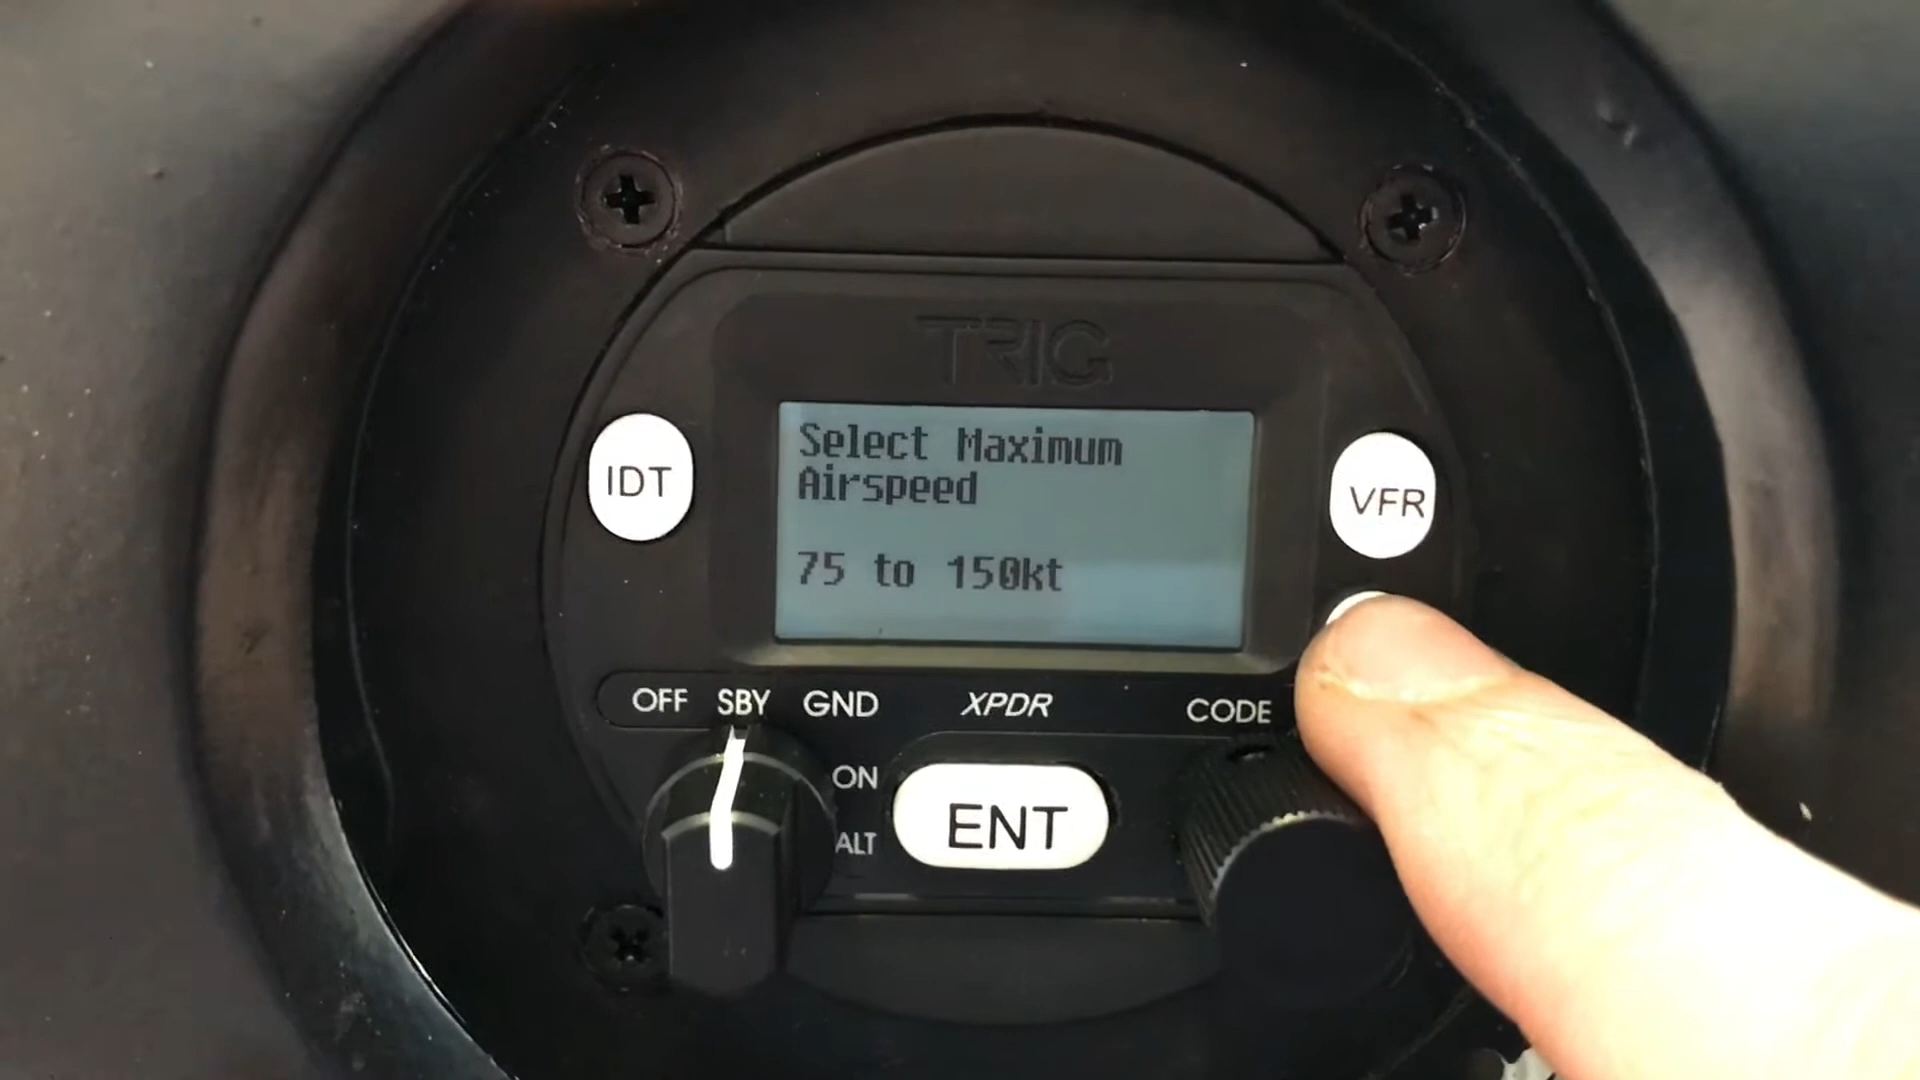 TRIG
Select Maximum
Airspeed
75 to 150kt
IDT
VFR
OFF SBY GND XPDR CODE
ON
ALT
ENT